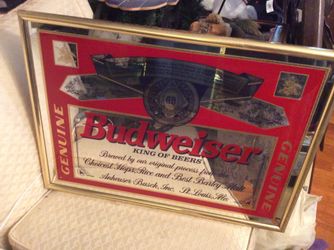 GENUINE
Budweiser
KING OF BEERS
Brewed by our original process from
Choicest Hops, Rice and Best Barley Malt
Anheuser-Busch, Inc. St. Louis, Mo.
GENUINE